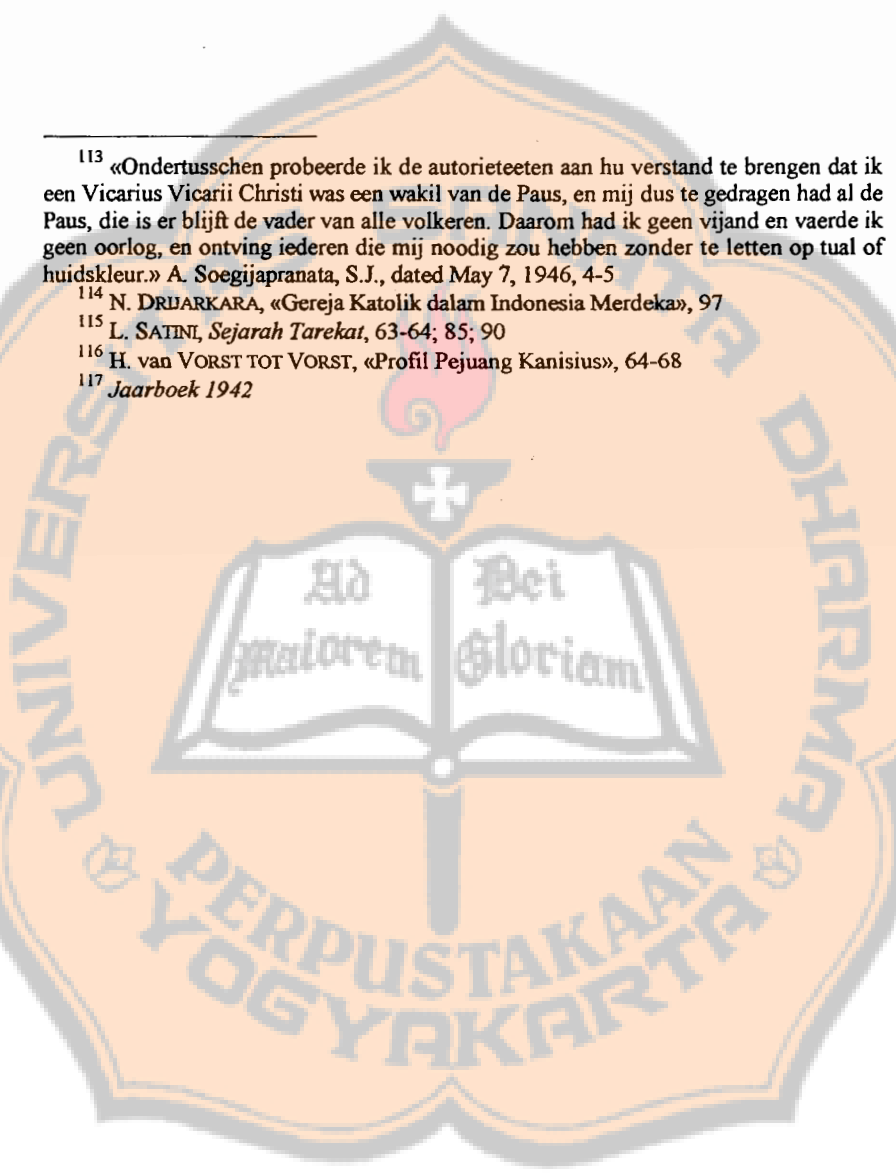 113 «Ondertusschen probeerde ik de autorieteeten aan hu verstand te brengen dat ik
een Vicarius Vicarii Christi was een wakil van de Paus, en mij dus te gedragen had al de
Paus, die is er blijft de vader van alle volkeren. Daarom had ik geen vijand en vaerde ik
geen oorlog, en ontving iederen die mij noodig zou hebben zonder te letten op tual of
huidskleur.» A. Soegijapranata, S.J., dated May 7, 1946, 4-5
114 N. DRIJARKARA, «Gereja Katolik dalam Indonesia Merdeka», 97
115 L. SATINI, Sejarah Tarekat, 63-64; 85; 90
116 H. van VORST TOT VORST, «Profil Pejuang Kanisius», 64-68
117 Jaarboek 1942
UNIVERSITAS SANATA DHARMA
Ad Dei
maiorem Gloriam
PERPUSTAKAAN
YOGYAKARTA